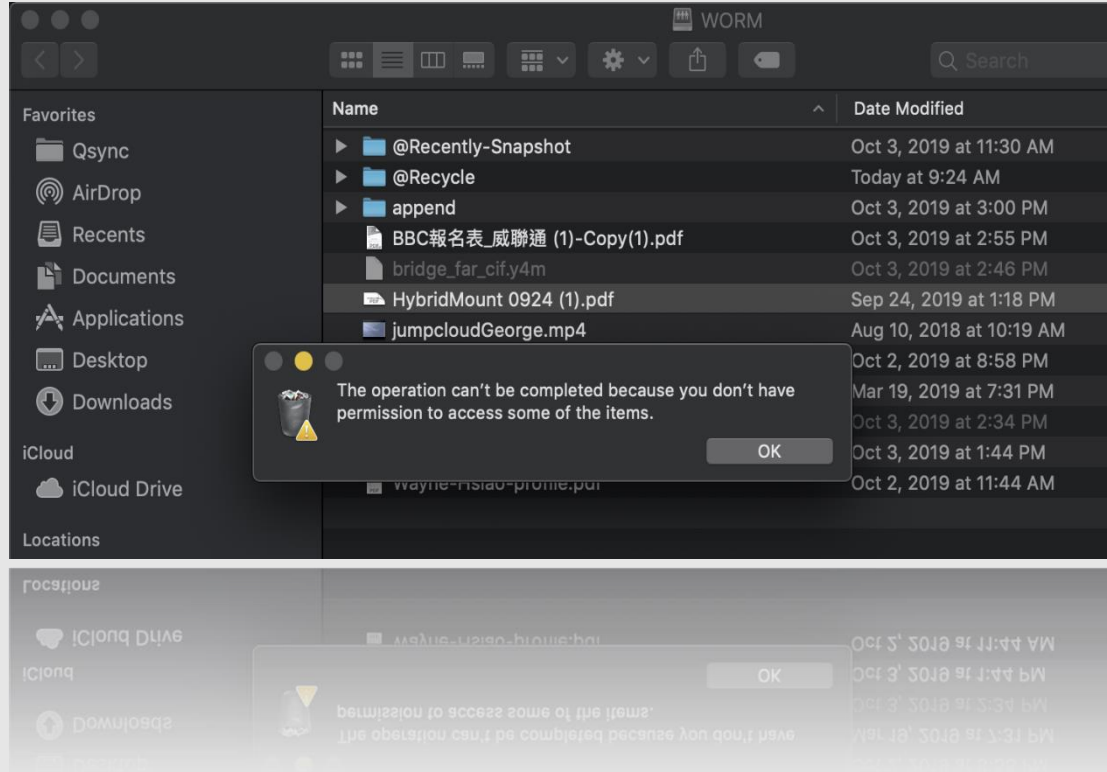 WORM
Search
Favorites
Qsync
AirDrop
Recents
Documents
Applications
Desktop
Downloads
iCloud
iCloud Drive
Locations
Name Date Modified
@Recently-Snapshot Oct 3, 2019 at 11:30 AM
@Recycle Today at 9:24 AM
append Oct 3, 2019 at 3:00 PM
BBC報名表_威聯通 (1)-Copy(1).pdf Oct 3, 2019 at 2:55 PM
bridge_far_cif.y4m Oct 3, 2019 at 2:46 PM
HybridMount 0924 (1).pdf Sep 24, 2019 at 1:18 PM
jumpcloudGeorge.mp4 Aug 10, 2018 at 10:19 AM
Oct 2, 2019 at 8:58 PM
Mar 19, 2019 at 7:31 PM
Oct 3, 2019 at 2:34 PM
Oct 3, 2019 at 1:44 PM
Wayne-Hsiao-profile.pdf Oct 2, 2019 at 11:44 AM
The operation can't be completed because you don't have
permission to access some of the items.
OK